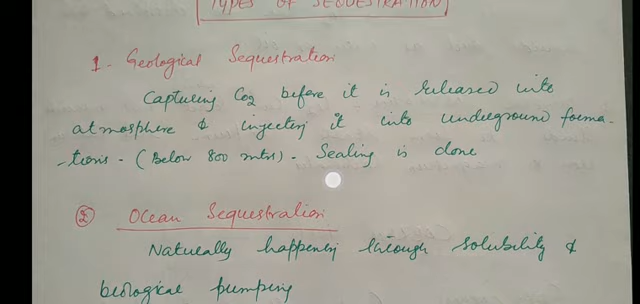 TYPES OF SEQUESTRATION
1. Geological Sequestration
Capturing Co2 before it is released into
atmosphere & injecting it into underground forma-
-tions. (Below 800 mtrs). Sealing is done
② Ocean Sequestration
Naturally happening through solubility &
biological pumping